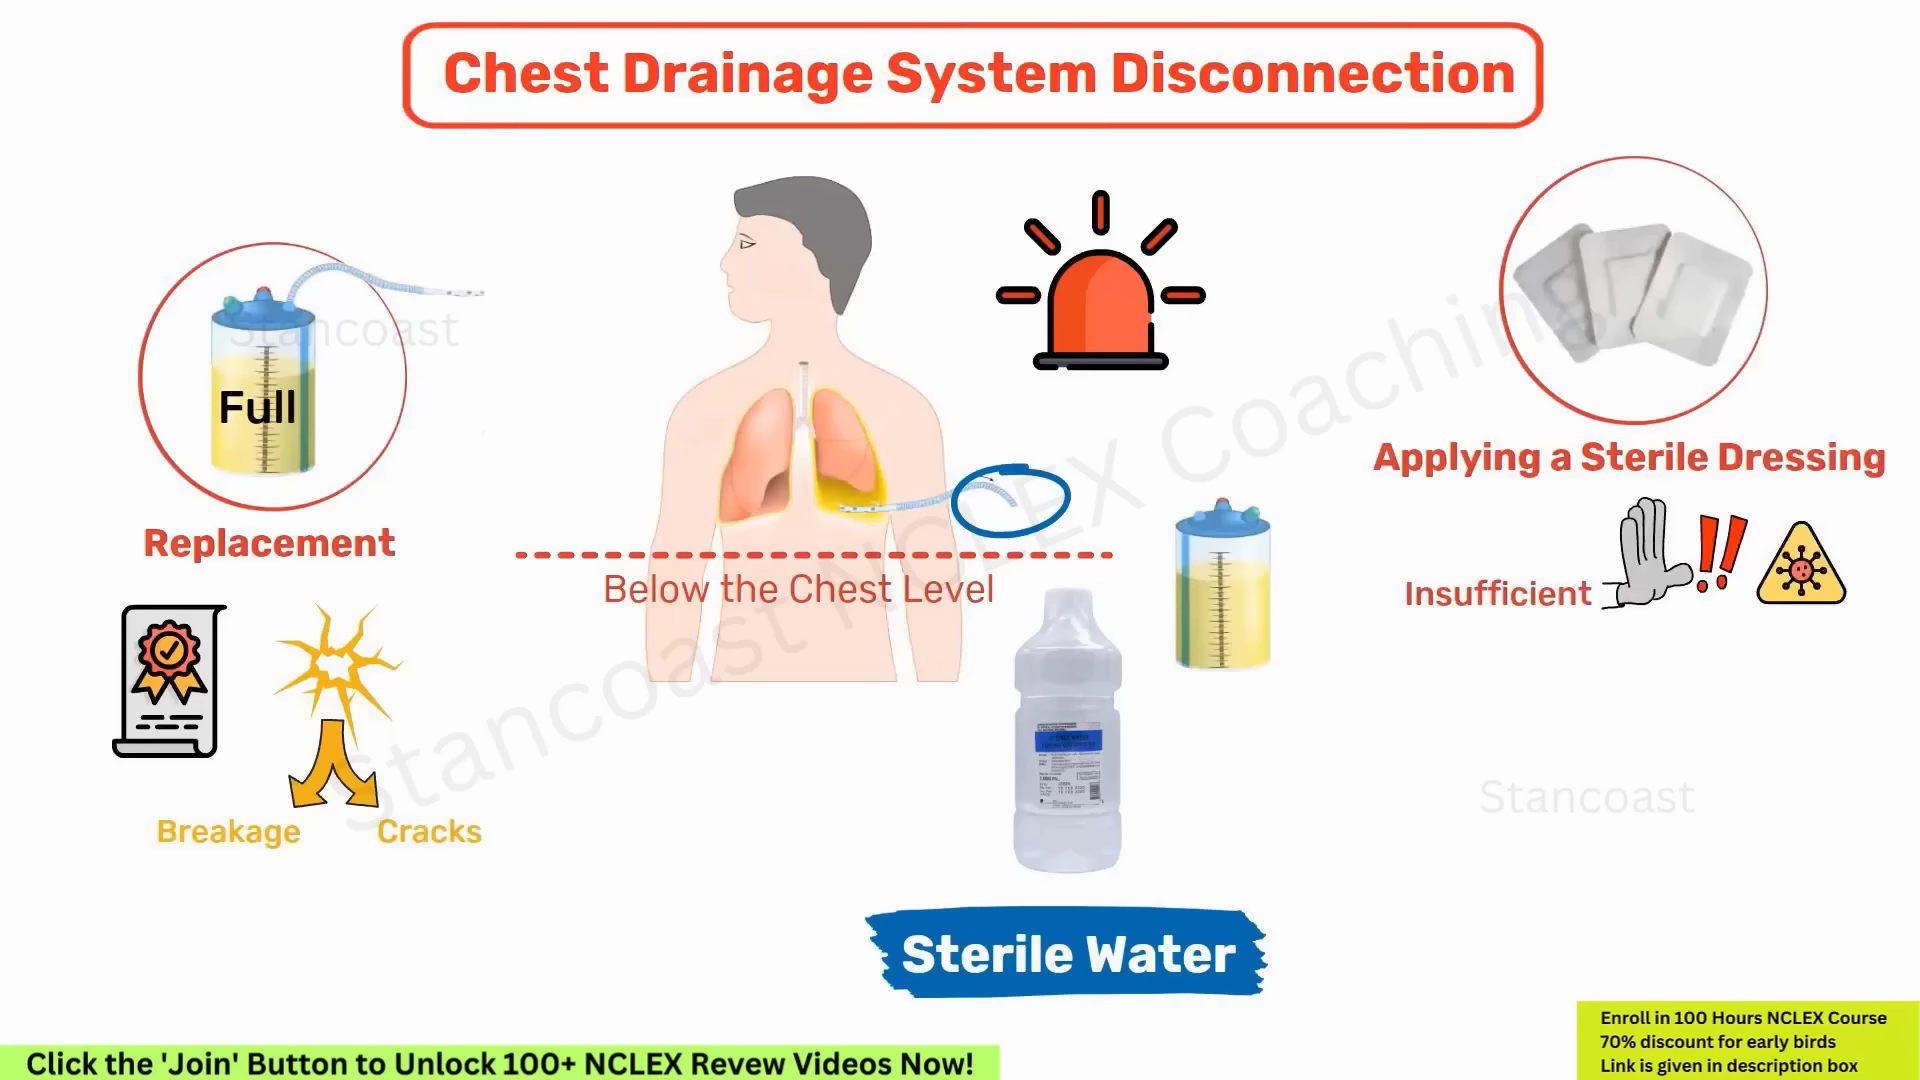 Chest Drainage System Disconnection
Stancoast
Full
Replacement
Breakage
Cracks
Below the Chest Level
Stancoast NCLEX Coaching
Sterile Water
Applying a Sterile Dressing
Insufficient
Stancoast
Click the 'Join' Button to Unlock 100+ NCLEX Revew Videos Now!
Enroll in 100 Hours NCLEX Course
70% discount for early birds
Link is given in description box